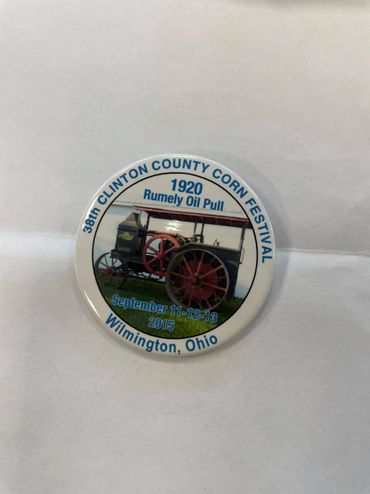 38th CLINTON COUNTY CORN FESTIVAL
1920
Rumely Oil Pull
September 11-12-13
2015
Wilmington, Ohio